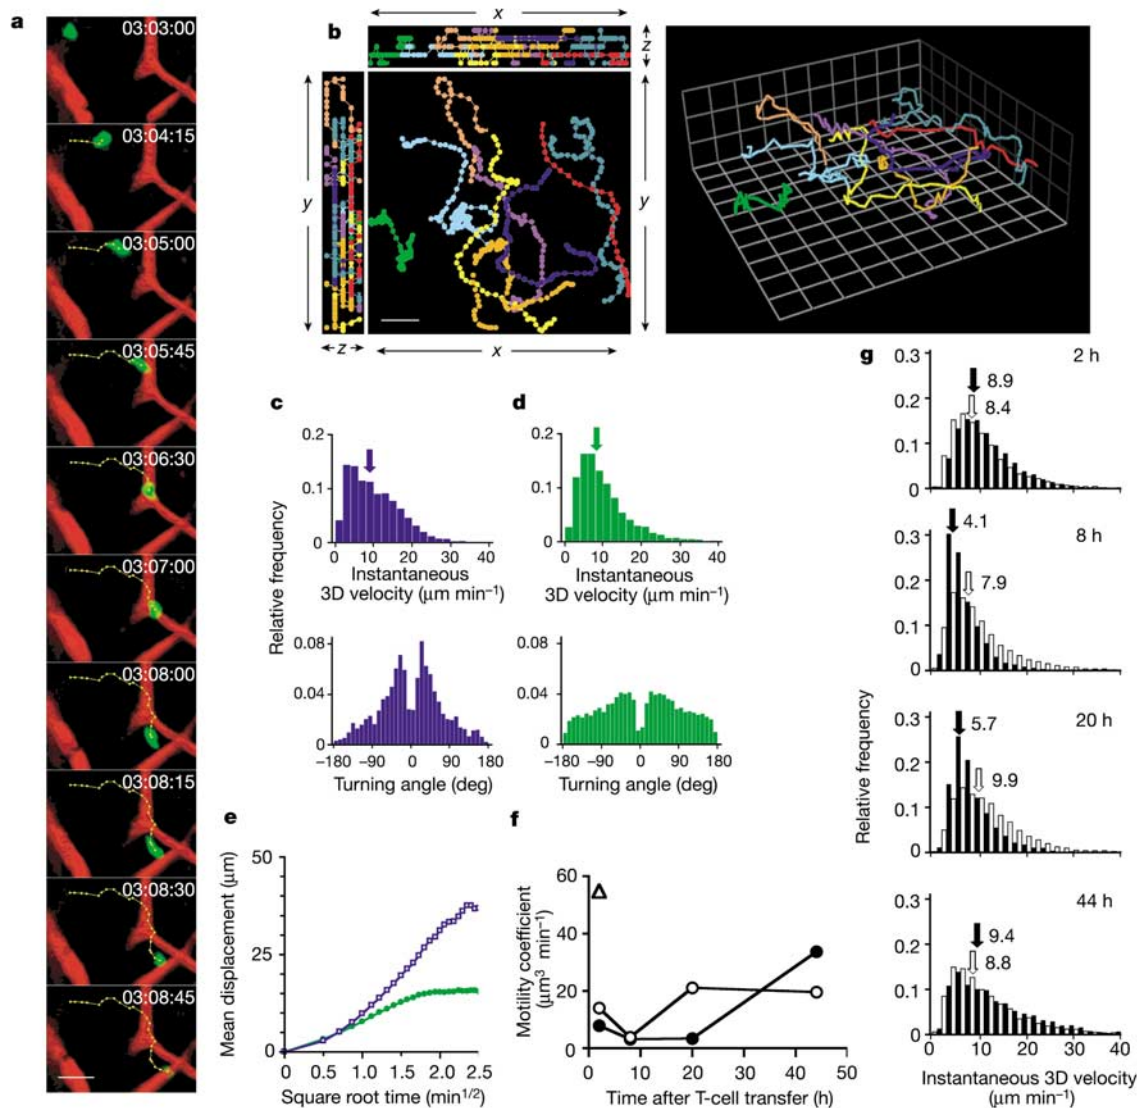 a
03:03:00
03:04:15
03:05:00
03:05:45
03:06:30
03:07:00
03:08:00
03:08:15
03:08:30
03:08:45
b
x
z
y
y
z
x
c
0.2
0.1
0
0 10 20 30 40
Instantaneous
3D velocity (µm min⁻¹)
Relative frequency
0.08
0.04
0
−180 −90 0 90 180
Turning angle (deg)
d
0.2
0.1
0
0 10 20 30 40
Instantaneous
3D velocity (µm min⁻¹)
0.08
0.04
0
−180 −90 0 90 180
Turning angle (deg)
e
Mean displacement (µm)
50
25
0
0 0.5 1.0 1.5 2.0 2.5
Square root time (min¹ᐟ²)
f
Motility coefficient
(µm³ min⁻¹)
60
40
20
0
0 10 20 30 40 50
Time after T-cell transfer (h)
g
Relative frequency
2 h
0.3
0.2
0.1
0
8.9
8.4
8 h
0.3
0.2
0.1
0
4.1
7.9
20 h
0.3
0.2
0.1
0
5.7
9.9
44 h
0.3
0.2
0.1
0
9.4
8.8
0 10 20 30 40
Instantaneous 3D velocity
(µm min⁻¹)